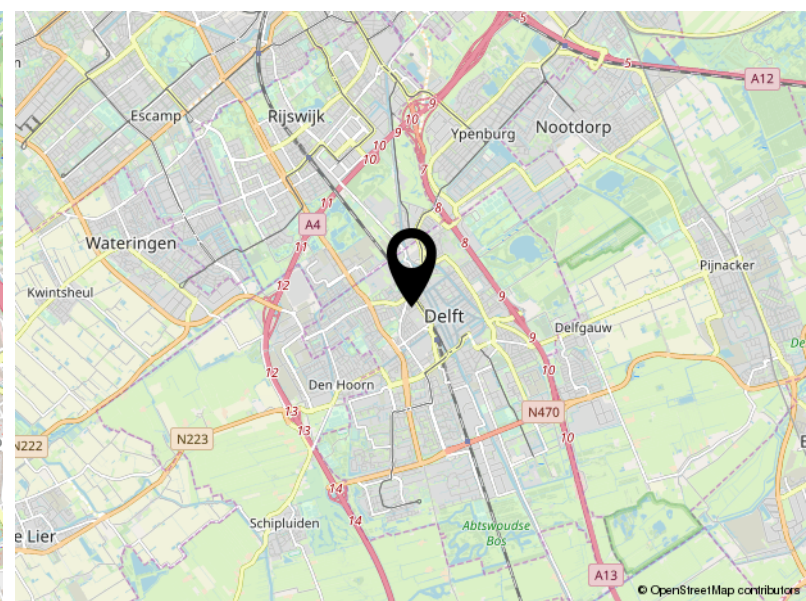 5
5
A12
9
10
9
10
Escamp
Rijswijk
Ypenburg
Nootdorp
10
7
11
8
A4
11
8
Wateringen
Pijnacker
Kwintsheul
12
9
Delft
9
Delfgauw
De
12
Den Hoorn
10
13
N470
13
N223
10
N222
14
14
Schipluiden
Abtswoudse
Bos
e Lier
A13
© OpenStreetMap contributors